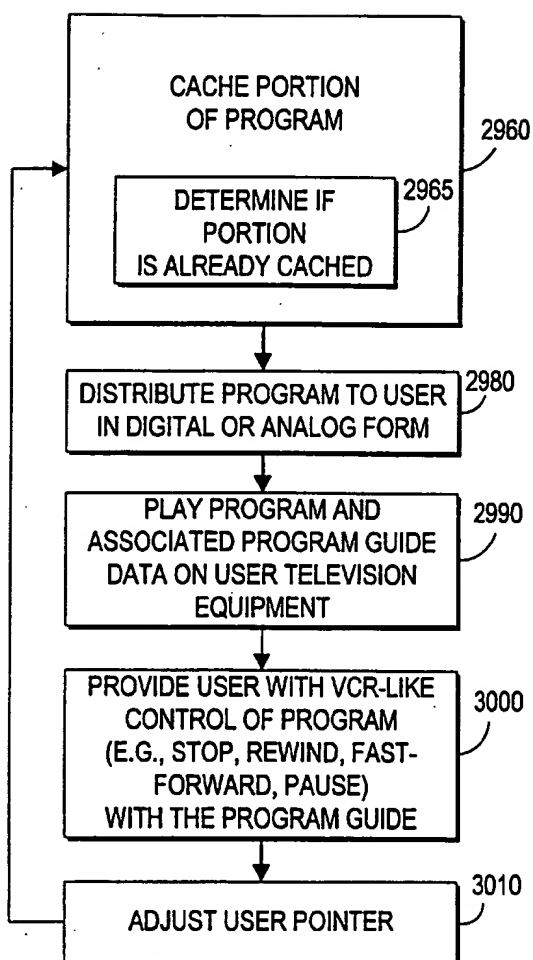 CACHE PORTION
OF PROGRAM
2960
DETERMINE IF
PORTION
IS ALREADY CACHED
2965
DISTRIBUTE PROGRAM TO USER
IN DIGITAL OR ANALOG FORM
2980
PLAY PROGRAM AND
ASSOCIATED PROGRAM GUIDE
DATA ON USER TELEVISION
EQUIPMENT
2990
PROVIDE USER WITH VCR-LIKE
CONTROL OF PROGRAM
(E.G., STOP, REWIND, FAST-
FORWARD, PAUSE)
WITH THE PROGRAM GUIDE
3000
ADJUST USER POINTER
3010